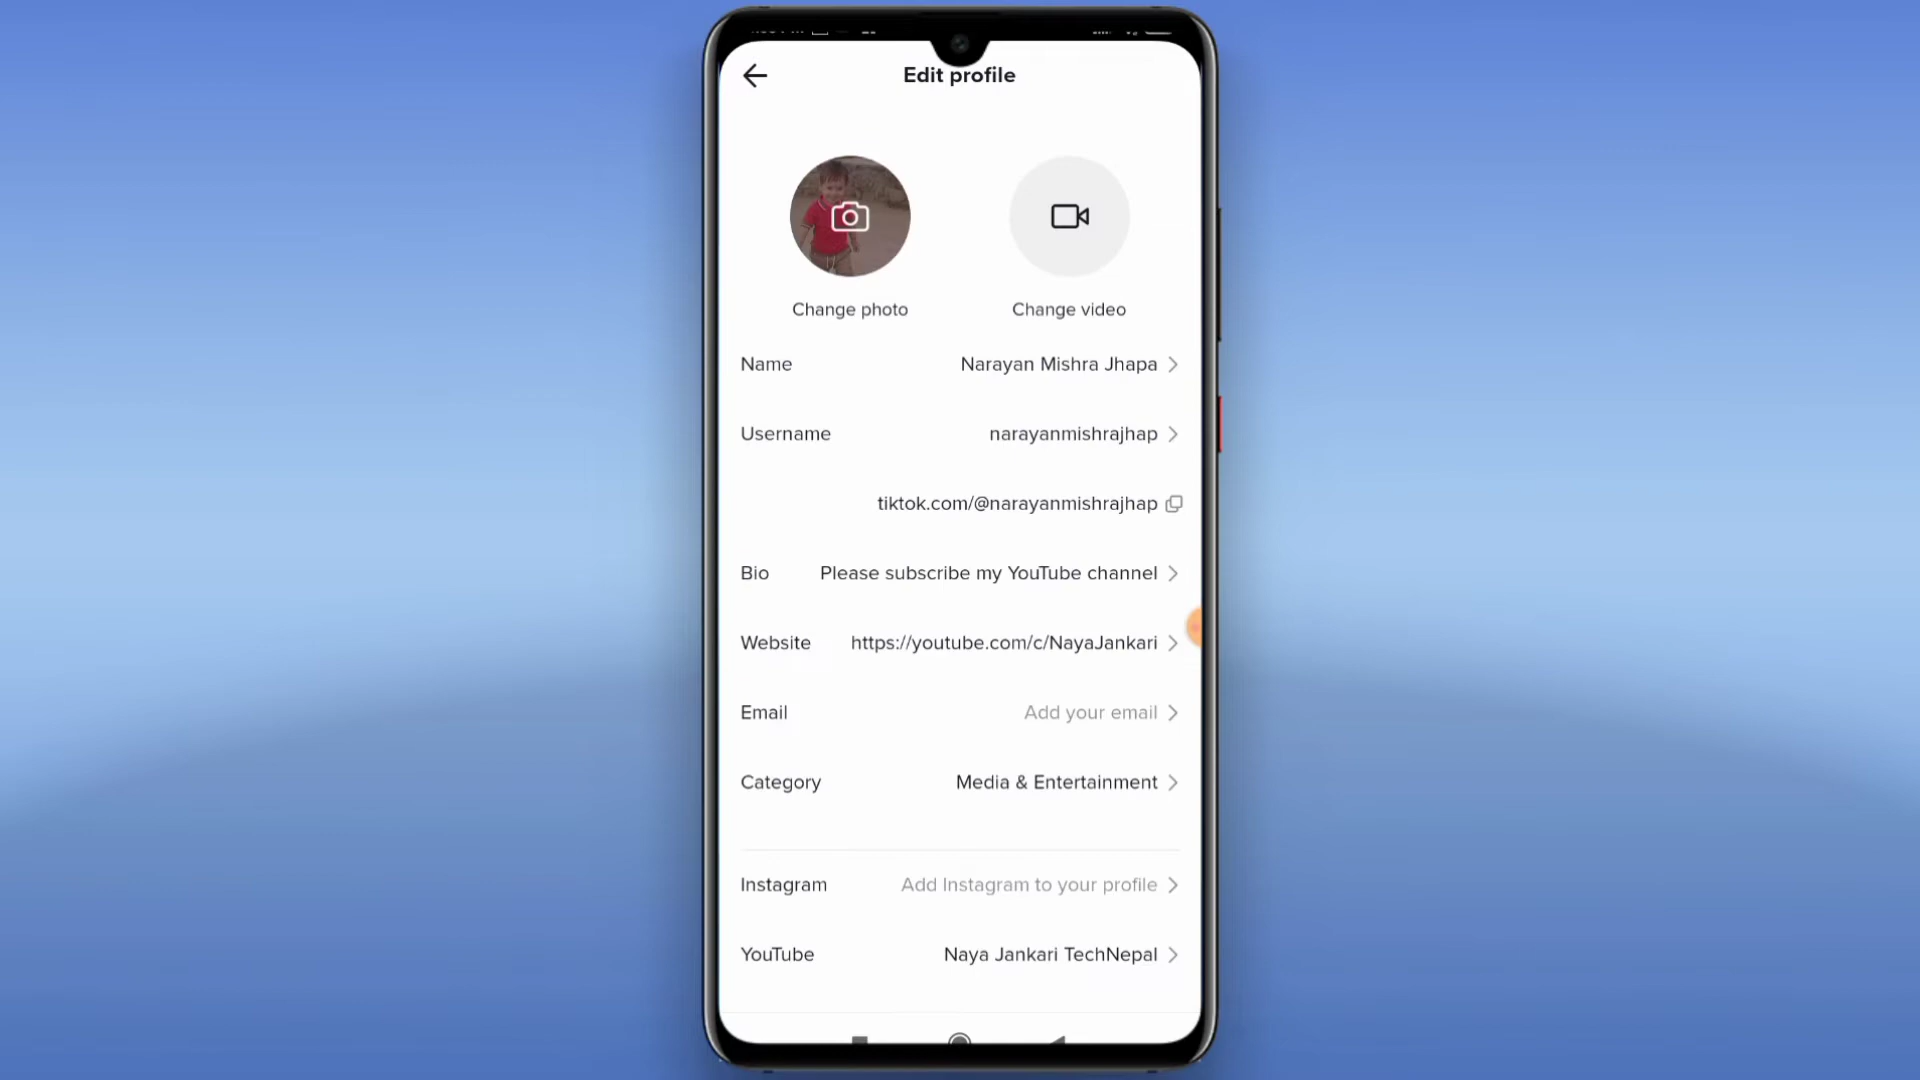 Edit profile
Change photo
Change video
Name
Narayan Mishra Jhapa
Username
narayanmishrajhap
tiktok.com/@narayanmishrajhap
Bio
Please subscribe my YouTube channel
Website
https://youtube.com/c/NayaJankari
Email
Add your email
Category
Media & Entertainment
Instagram
Add Instagram to your profile
YouTube
Naya Jankari TechNepal